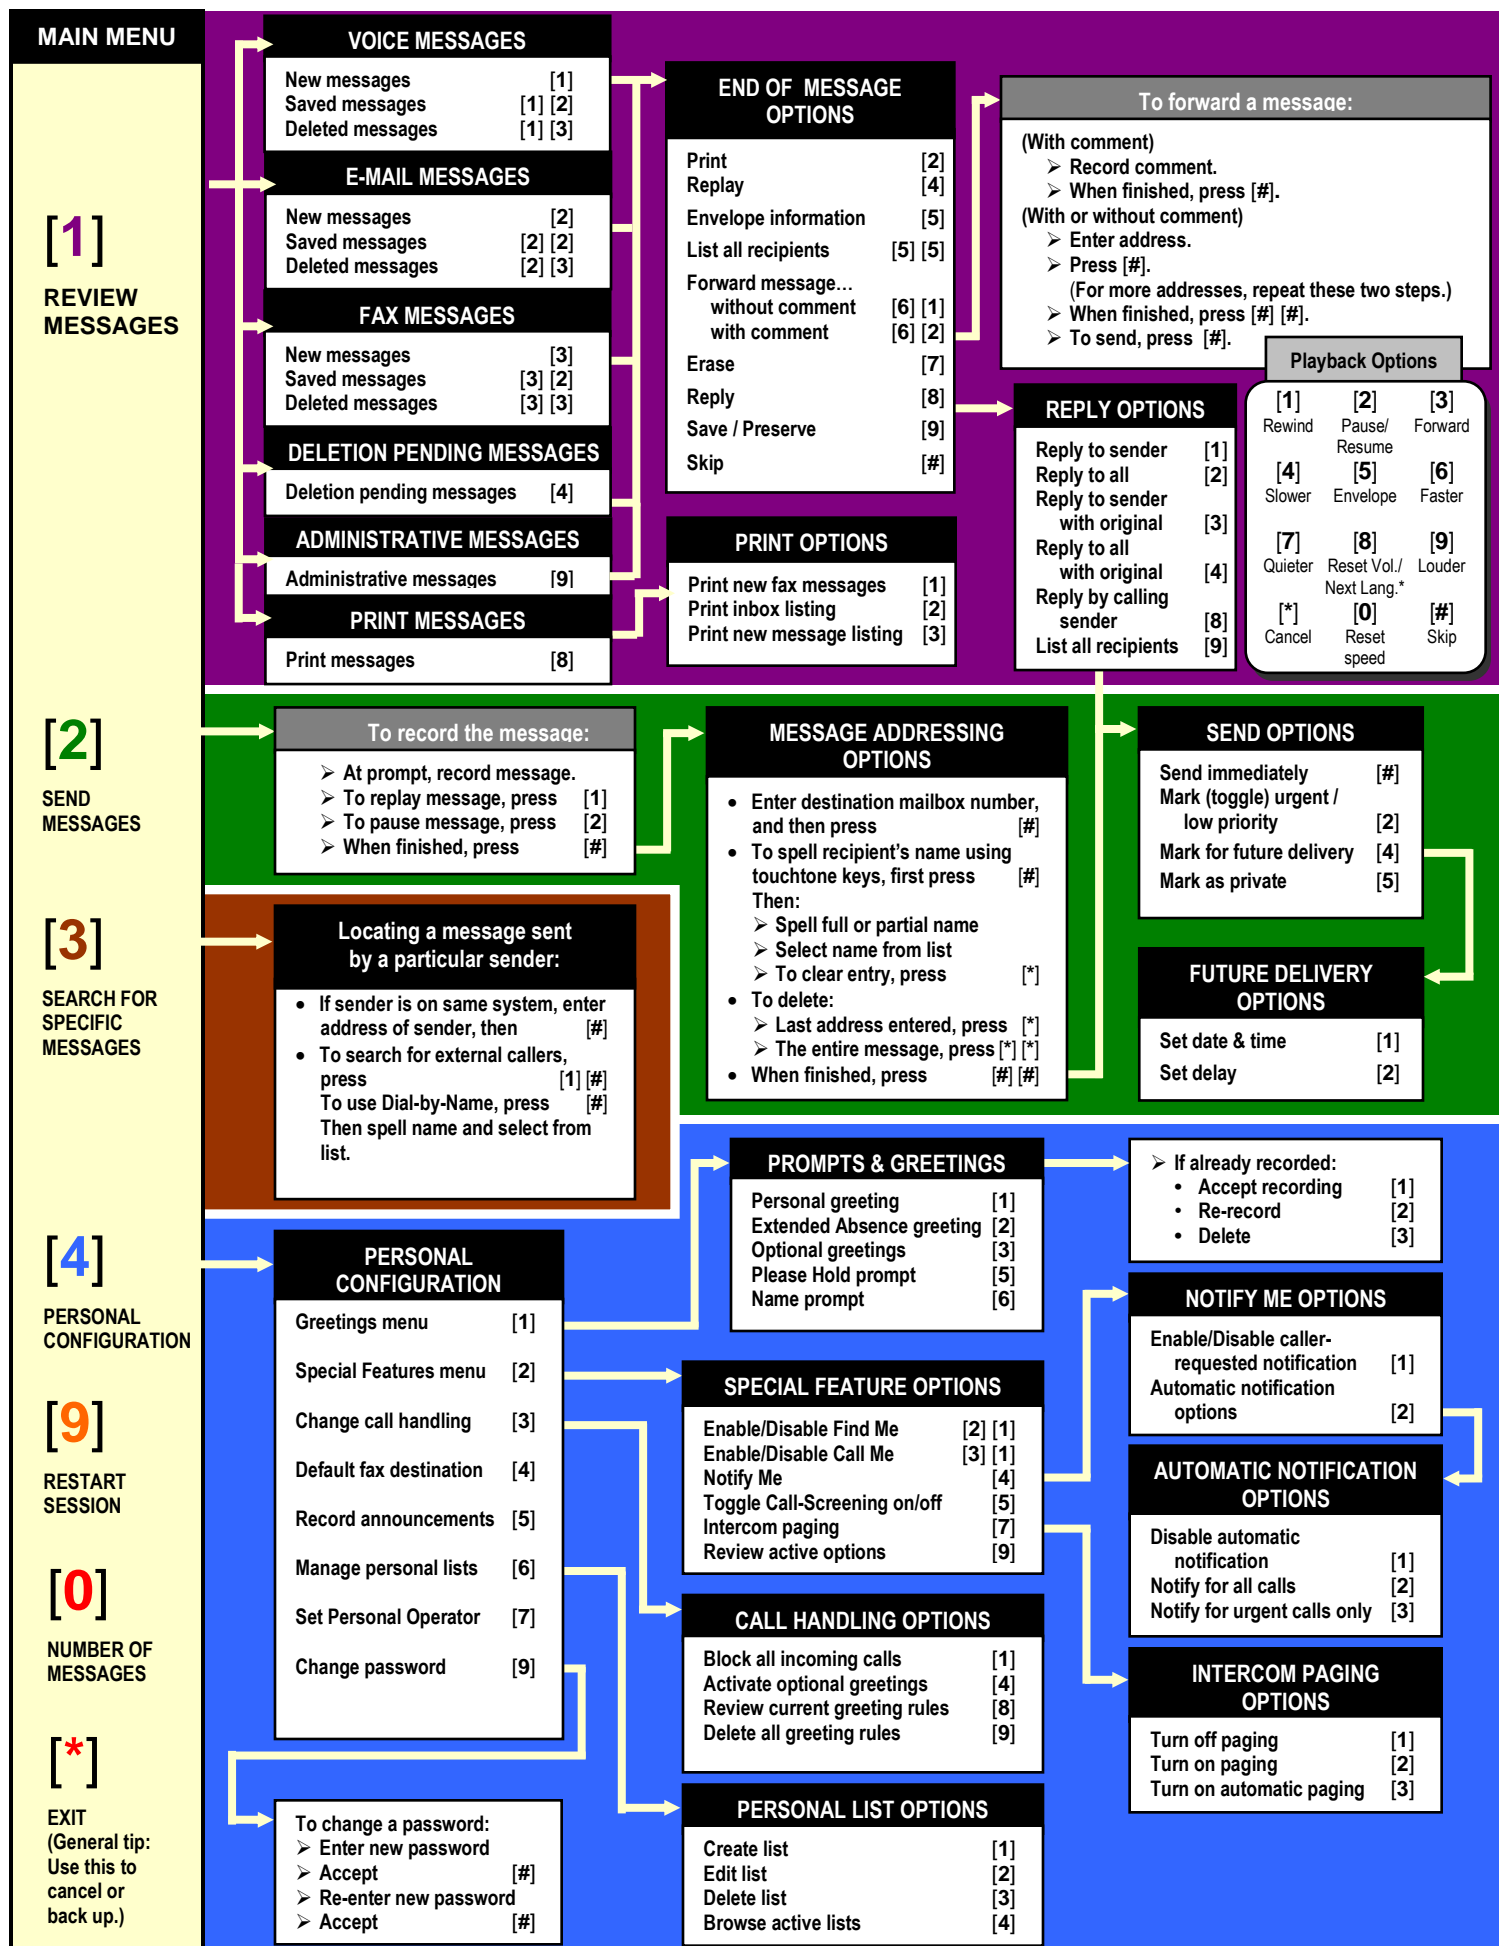 MAIN MENU
[1]
REVIEW
MESSAGES
VOICE MESSAGES
New messages [1]
Saved messages [1] [2]
Deleted messages [1] [3]
E-MAIL MESSAGES
New messages [2]
Saved messages [2] [2]
Deleted messages [2] [3]
FAX MESSAGES
New messages [3]
Saved messages [3] [2]
Deleted messages [3] [3]
DELETION PENDING MESSAGES
Deletion pending messages [4]
ADMINISTRATIVE MESSAGES
Administrative messages [9]
PRINT MESSAGES
Print messages [8]
END OF MESSAGE
OPTIONS
Print [2]
Replay [4]
Envelope information [5]
List all recipients [5] [5]
Forward message…
without comment [6] [1]
with comment [6] [2]
Erase [7]
Reply [8]
Save / Preserve [9]
Skip [#]
PRINT OPTIONS
Print new fax messages [1]
Print inbox listing [2]
Print new message listing [3]
To forward a message:
(With comment)
➢ Record comment.
➢ When finished, press [#].
(With or without comment)
➢ Enter address.
➢ Press [#].
(For more addresses, repeat these two steps.)
➢ When finished, press [#] [#].
➢ To send, press [#].
REPLY OPTIONS
Reply to sender [1]
Reply to all [2]
Reply to sender
with original [3]
Reply to all
with original [4]
Reply by calling
sender [8]
List all recipients [9]
Playback Options
[1] [2] [3]
Rewind Pause/ Forward
Resume
[4] [5] [6]
Slower Envelope Faster
[7] [8] [9]
Quieter Reset Vol./ Louder
Next Lang.*
[*] [0] [#]
Cancel Reset Skip
speed
[2]
SEND
MESSAGES
To record the message:
➢ At prompt, record message.
➢ To replay message, press [1]
➢ To pause message, press [2]
➢ When finished, press [#]
MESSAGE ADDRESSING
OPTIONS
• Enter destination mailbox number,
and then press [#]
• To spell recipient's name using
touchtone keys, first press [#]
Then:
➢ Spell full or partial name
➢ Select name from list
➢ To clear entry, press [*]
• To delete:
➢ Last address entered, press [*]
➢ The entire message, press [*] [*]
• When finished, press [#] [#]
SEND OPTIONS
Send immediately [#]
Mark (toggle) urgent /
low priority [2]
Mark for future delivery [4]
Mark as private [5]
FUTURE DELIVERY
OPTIONS
Set date & time [1]
Set delay [2]
[3]
SEARCH FOR
SPECIFIC
MESSAGES
Locating a message sent
by a particular sender:
• If sender is on same system, enter
address of sender, then [#]
• To search for external callers,
press [1] [#]
To use Dial-by-Name, press [#]
Then spell name and select from
list.
[4]
PERSONAL
CONFIGURATION
PERSONAL
CONFIGURATION
Greetings menu [1]
Special Features menu [2]
Change call handling [3]
Default fax destination [4]
Record announcements [5]
Manage personal lists [6]
Set Personal Operator [7]
Change password [9]
PROMPTS & GREETINGS
Personal greeting [1]
Extended Absence greeting [2]
Optional greetings [3]
Please Hold prompt [5]
Name prompt [6]
➢ If already recorded:
• Accept recording [1]
• Re-record [2]
• Delete [3]
SPECIAL FEATURE OPTIONS
Enable/Disable Find Me [2] [1]
Enable/Disable Call Me [3] [1]
Notify Me [4]
Toggle Call-Screening on/off [5]
Intercom paging [7]
Review active options [9]
NOTIFY ME OPTIONS
Enable/Disable caller-
requested notification [1]
Automatic notification
options [2]
AUTOMATIC NOTIFICATION
OPTIONS
Disable automatic
notification [1]
Notify for all calls [2]
Notify for urgent calls only [3]
CALL HANDLING OPTIONS
Block all incoming calls [1]
Activate optional greetings [4]
Review current greeting rules [8]
Delete all greeting rules [9]
INTERCOM PAGING
OPTIONS
Turn off paging [1]
Turn on paging [2]
Turn on automatic paging [3]
PERSONAL LIST OPTIONS
Create list [1]
Edit list [2]
Delete list [3]
Browse active lists [4]
To change a password:
➢ Enter new password
➢ Accept [#]
➢ Re-enter new password
➢ Accept [#]
[9]
RESTART
SESSION
[0]
NUMBER OF
MESSAGES
[*]
EXIT
(General tip:
Use this to
cancel or
back up.)